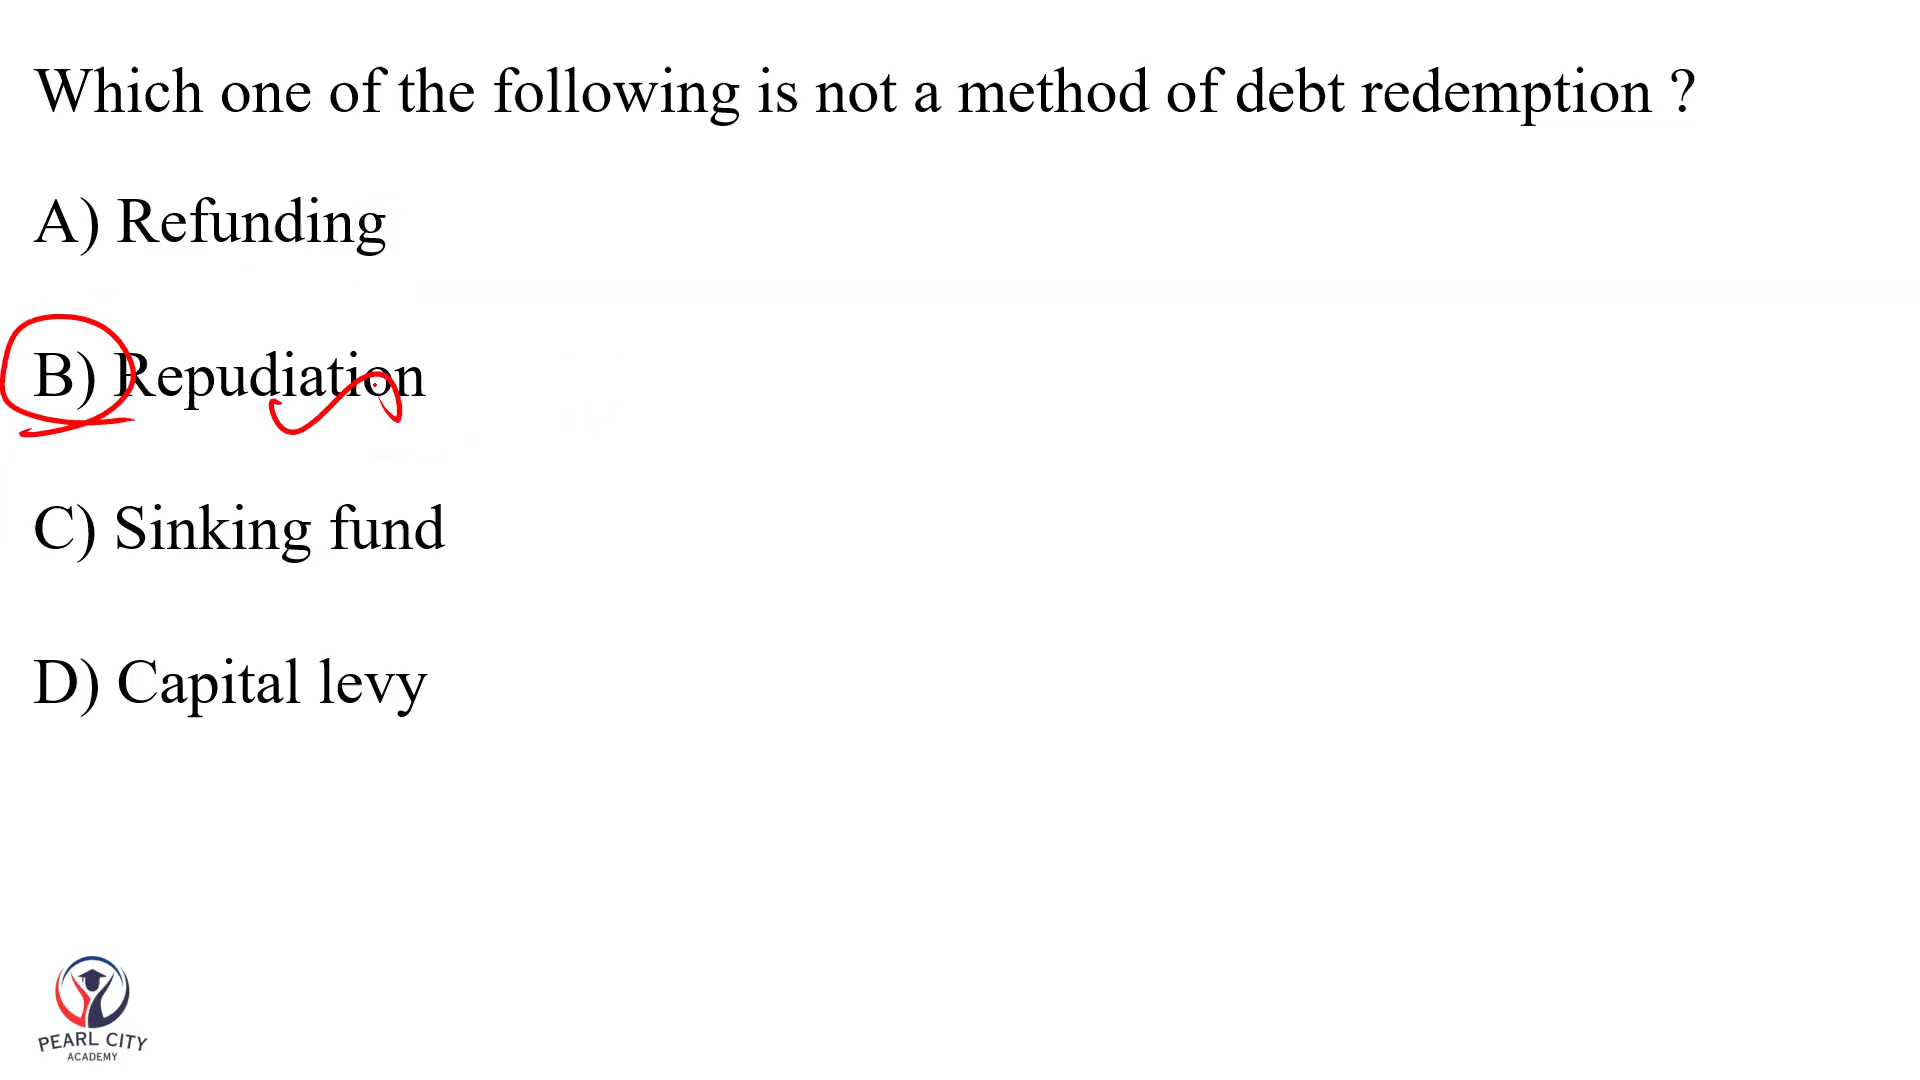 Which one of the following is not a method of debt redemption ?
A) Refunding
B) Repudiation
C) Sinking fund
D) Capital levy
PEARL CITY
ACADEMY